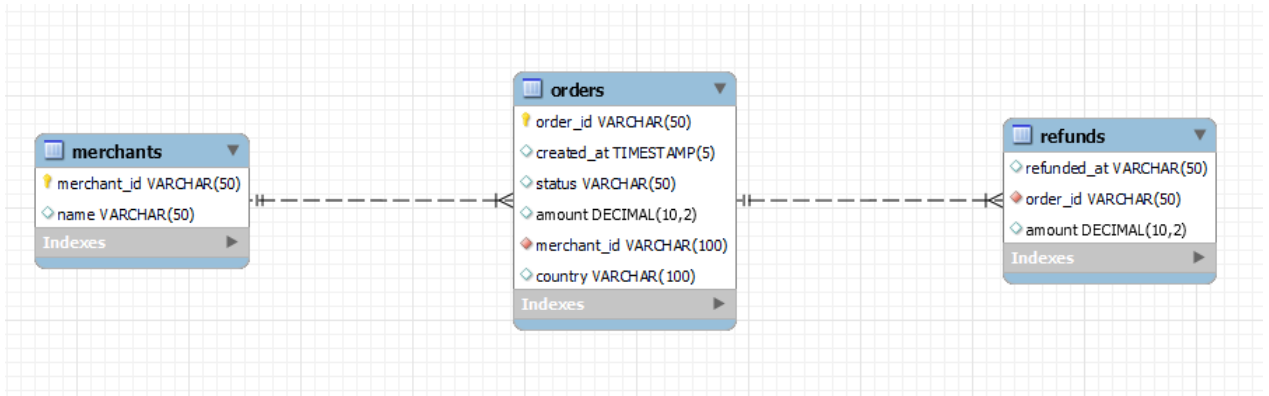 merchants
merchant_id VARCHAR(50)
name VARCHAR(50)
Indexes
orders
order_id VARCHAR(50)
created_at TIMESTAMP(5)
status VARCHAR(50)
amount DECIMAL(10,2)
merchant_id VARCHAR(100)
country VARCHAR(100)
Indexes
refunds
refunded_at VARCHAR(50)
order_id VARCHAR(50)
amount DECIMAL(10,2)
Indexes